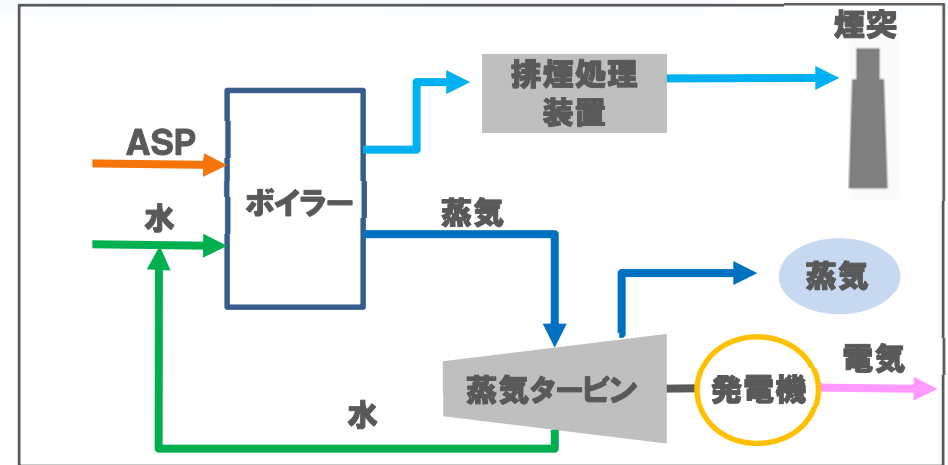 煙突
排煙処理
装置
ASP
ボイラー
水
蒸気
蒸気
電気
蒸気タービン
発電機
水